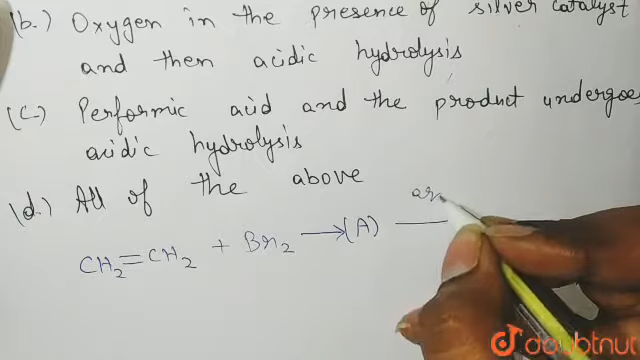 (b.) Oxygen in the presence of silver catalyst
and then acidic hydrolysis
(c.) Performic acid and the product undergoes
acidic hydrolysis
(d.) All of the above
CH2=CH2 + Br2 → (A)
doubtnut